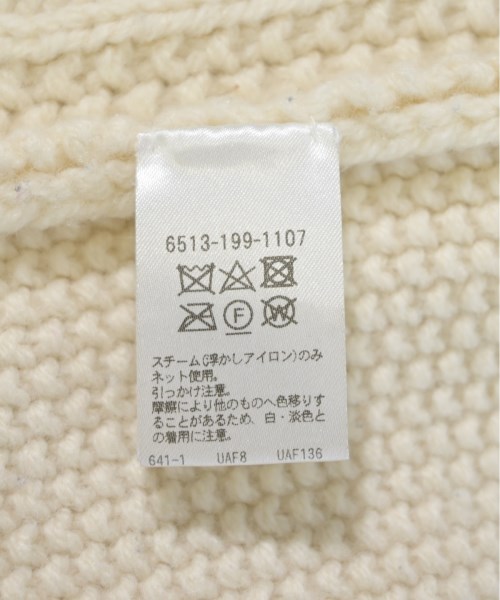 6513-199-1107
F
W
スチーム(浮かしアイロン)のみ
ネット使用。
引っかけ注意。
摩擦により他のものへ色移りす
ることがあるため、白・淡色と
の着用に注意。
641-1 UAF8 UAF136